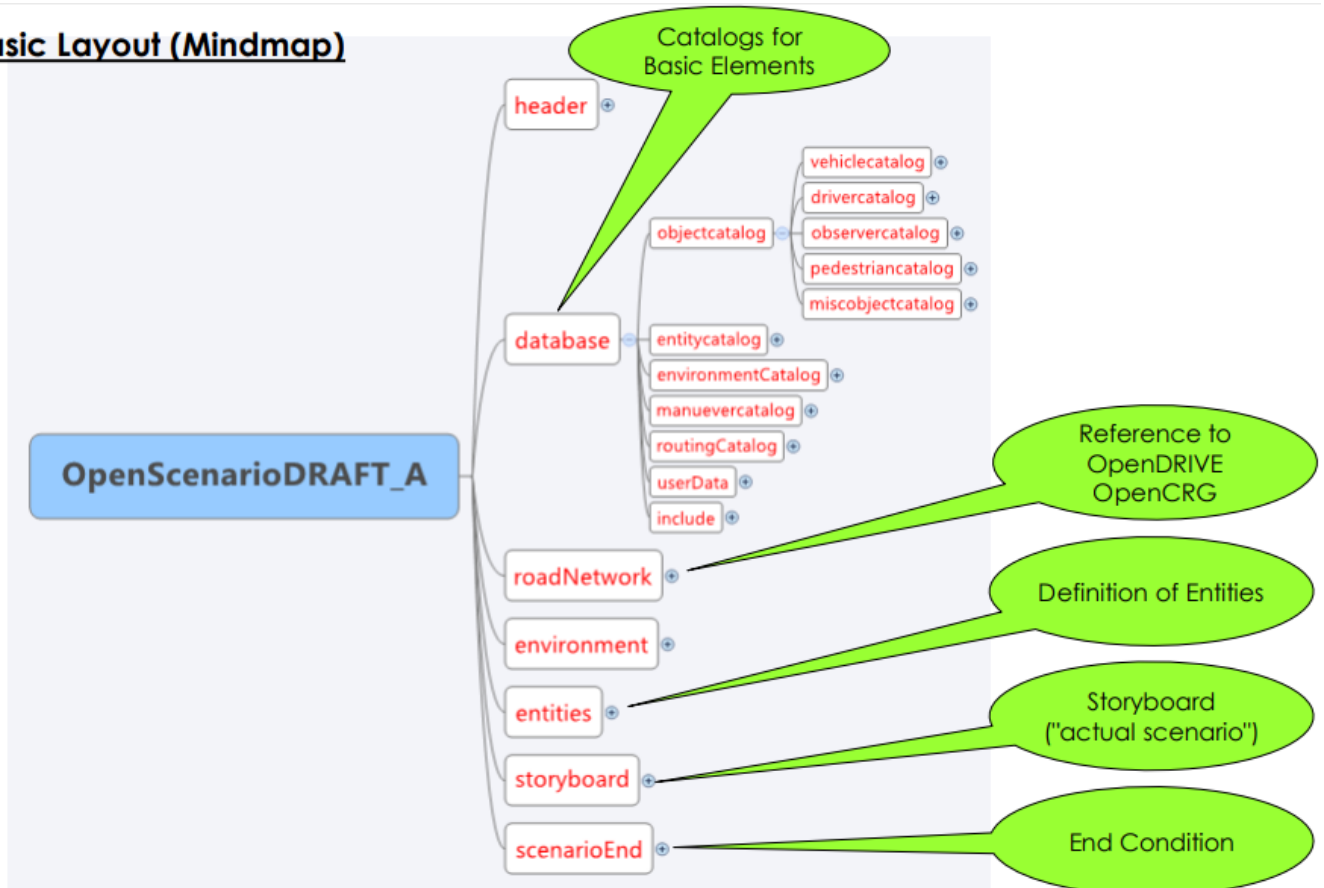 asic Layout (Mindmap)
Catalogs for
Basic Elements
header
vehiclecatalog
drivercatalog
objectcatalog
observercatalog
pedestriancatalog
miscobjectcatalog
database
entitycatalog
environmentCatalog
manuevercatalog
routingCatalog
userData
include
OpenScenarioDRAFT_A
Reference to
OpenDRIVE
OpenCRG
roadNetwork
Definition of Entities
environment
entities
Storyboard
("actual scenario")
storyboard
End Condition
scenarioEnd